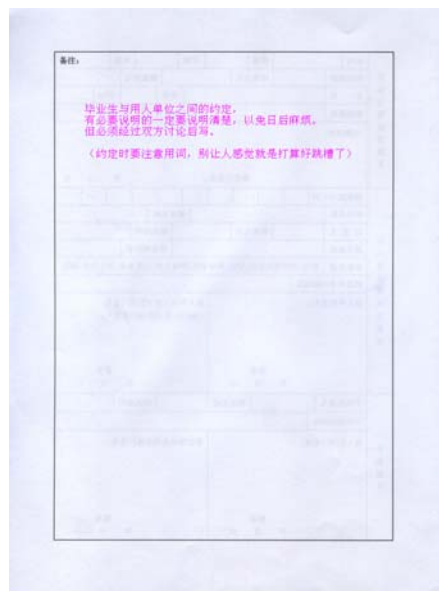 备注：
毕业生与用人单位之间的约定，
有必要说明的一定要说明清楚，以免日后麻烦。
但必须经过双方讨论后写。
（约定时要注意用词，别让人感觉就是打算好跳槽了）